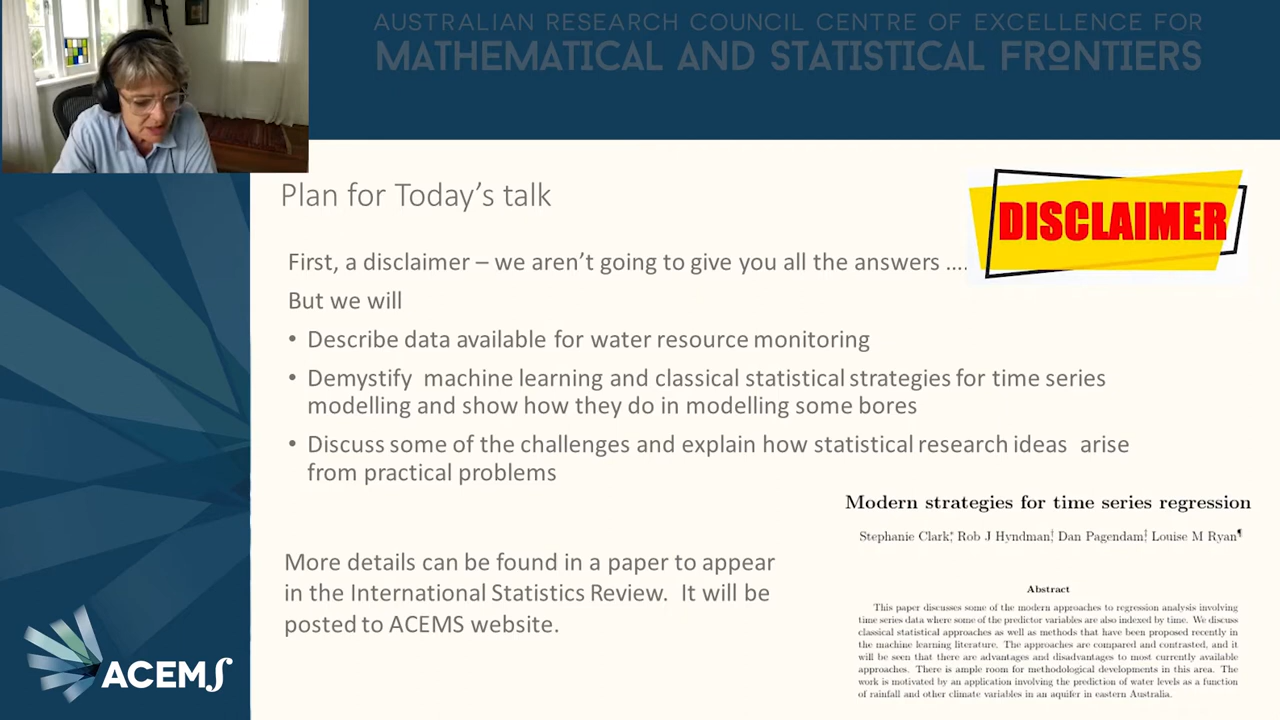 AUSTRALIAN RESEARCH COUNCIL CENTRE OF EXCELLENCE FOR
MATHEMATICAL AND STATISTICAL FRONTIERS
Plan for Today's talk
DISCLAIMER
First, a disclaimer – we aren't going to give you all the answers ....
But we will
• Describe data available for water resource monitoring
• Demystify machine learning and classical statistical strategies for time series
modelling and show how they do in modelling some bores
• Discuss some of the challenges and explain how statistical research ideas arise
from practical problems
More details can be found in a paper to appear
in the International Statistics Review. It will be
posted to ACEMS website.
Modern strategies for time series regression
Stephanie Clark*, Rob J Hyndman†, Dan Pagendam‡, Louise M Ryan¶
Abstract
This paper discusses some of the modern approaches to regression analysis involving
time series data where some of the predictor variables are also indexed by time. We discuss
classical statistical approaches as well as methods that have been proposed recently in
the machine learning literature. The approaches are compared and contrasted, and it
will be seen that there are advantages and disadvantages to most currently available
approaches. There is ample room for methodological developments in this area. The
work is motivated by an application involving the prediction of water levels as a function
of rainfall and other climate variables in an aquifer in eastern Australia.
ACEMS